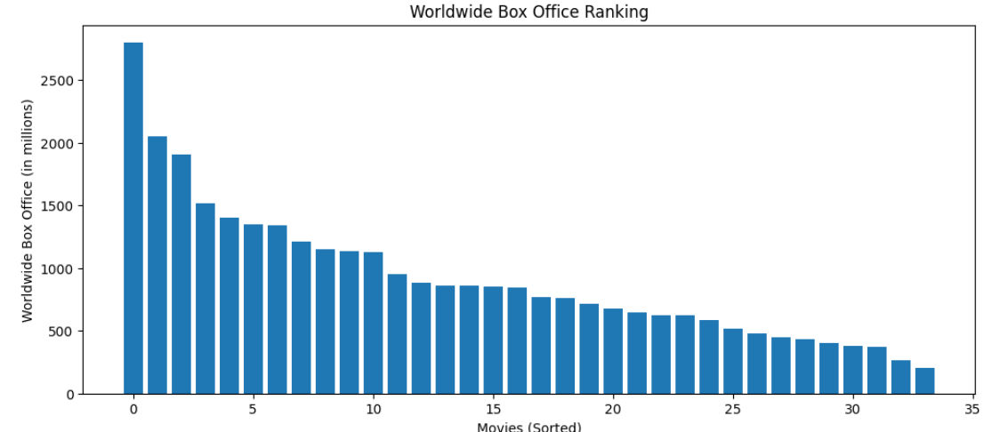 Worldwide Box Office Ranking
Worldwide Box Office (in millions)
2500
2000
1500
1000
500
0
0 5 10 15 20 25 30 35
Movies (Sorted)